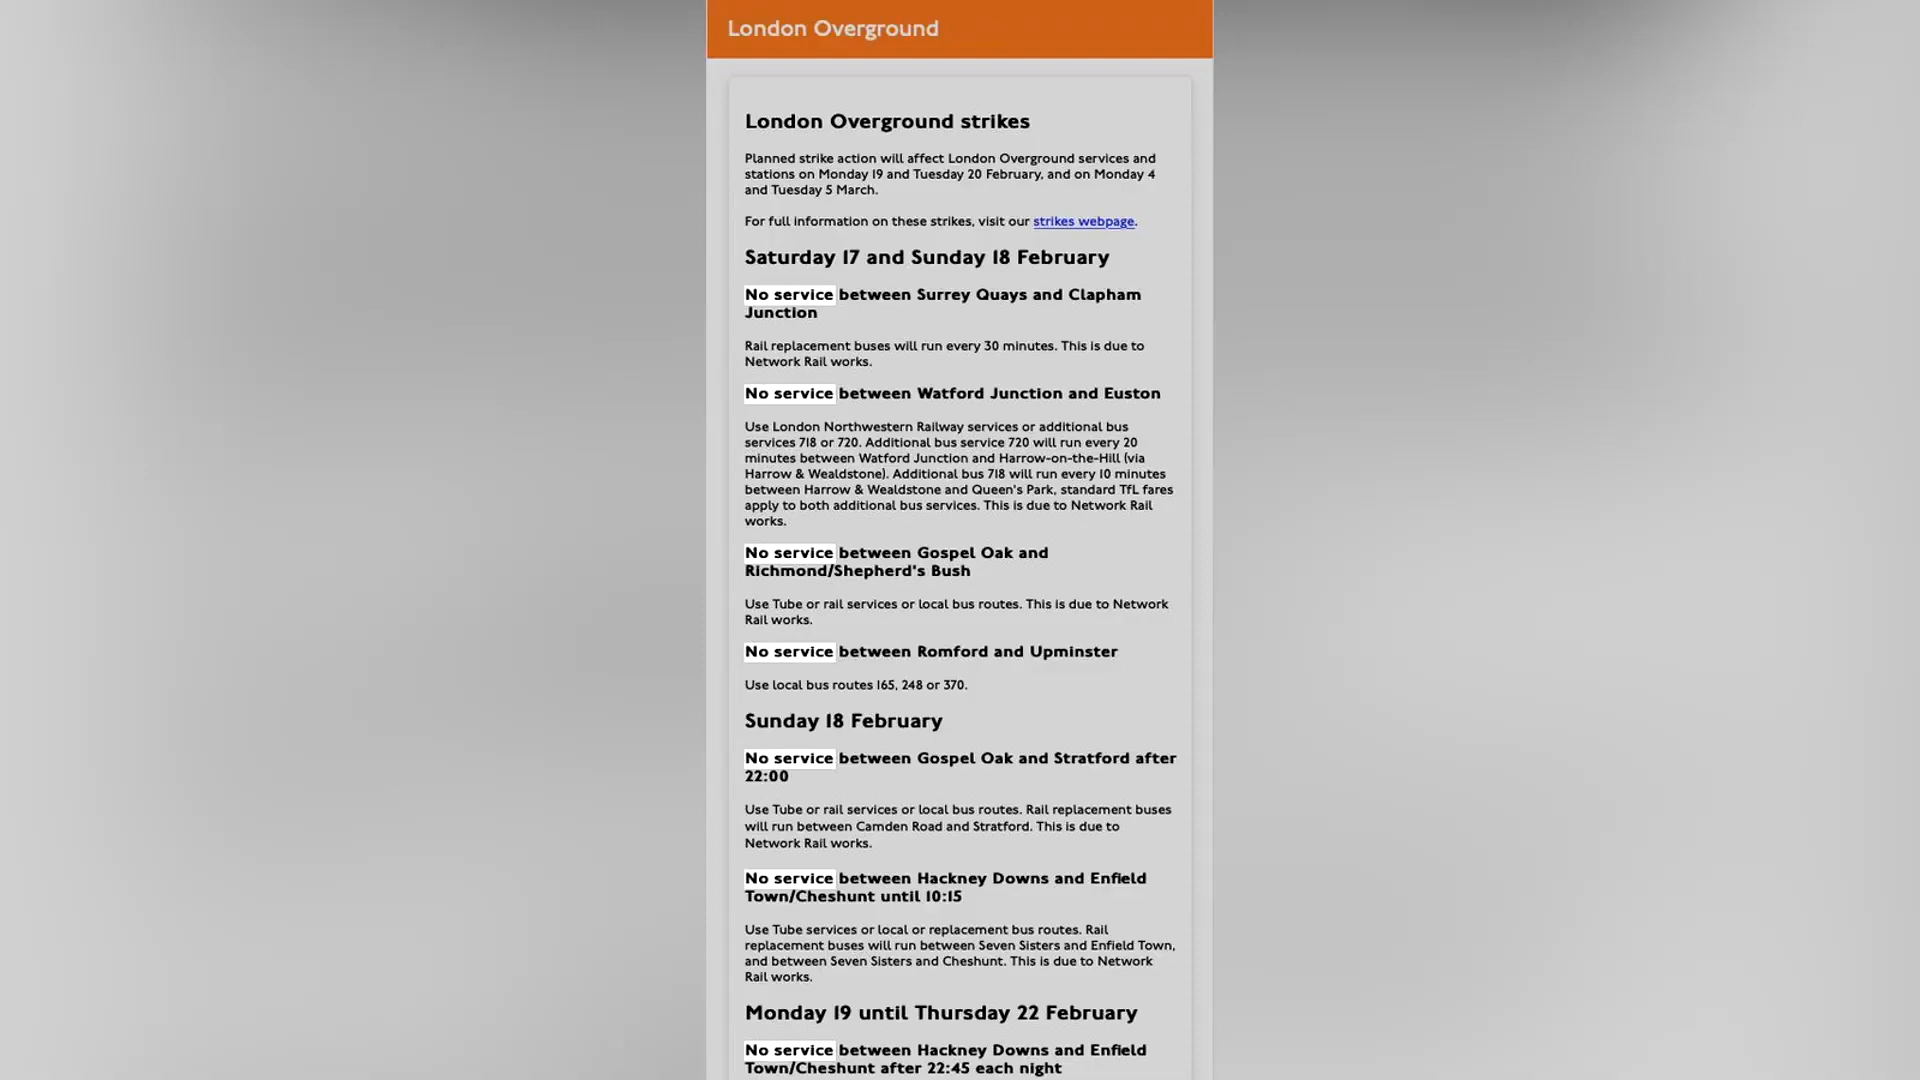 London Overground
London Overground strikes
Planned strike action will affect London Overground services and
stations on Monday 19 and Tuesday 20 February, and on Monday 4
and Tuesday 5 March.
For full information on these strikes, visit our strikes webpage.
Saturday 17 and Sunday 18 February
No service between Surrey Quays and Clapham
Junction
Rail replacement buses will run every 30 minutes. This is due to
Network Rail works.
No service between Watford Junction and Euston
Use London Northwestern Railway services or additional bus
services 718 or 720. Additional bus service 720 will run every 20
minutes between Watford Junction and Harrow-on-the-Hill (via
Harrow & Wealdstone). Additional bus 718 will run every 10 minutes
between Harrow & Wealdstone and Queen's Park, standard TfL fares
apply to both additional bus services. This is due to Network Rail
works.
No service between Gospel Oak and
Richmond/Shepherd's Bush
Use Tube or rail services or local bus routes. This is due to Network
Rail works.
No service between Romford and Upminster
Use local bus routes 165, 248 or 370.
Sunday 18 February
No service between Gospel Oak and Stratford after
22:00
Use Tube or rail services or local bus routes. Rail replacement buses
will run between Camden Road and Stratford. This is due to
Network Rail works.
No service between Hackney Downs and Enfield
Town/Cheshunt until 10:15
Use Tube services or local or replacement bus routes. Rail
replacement buses will run between Seven Sisters and Enfield Town,
and between Seven Sisters and Cheshunt. This is due to Network
Rail works.
Monday 19 until Thursday 22 February
No service between Hackney Downs and Enfield
Town/Cheshunt after 22:45 each night